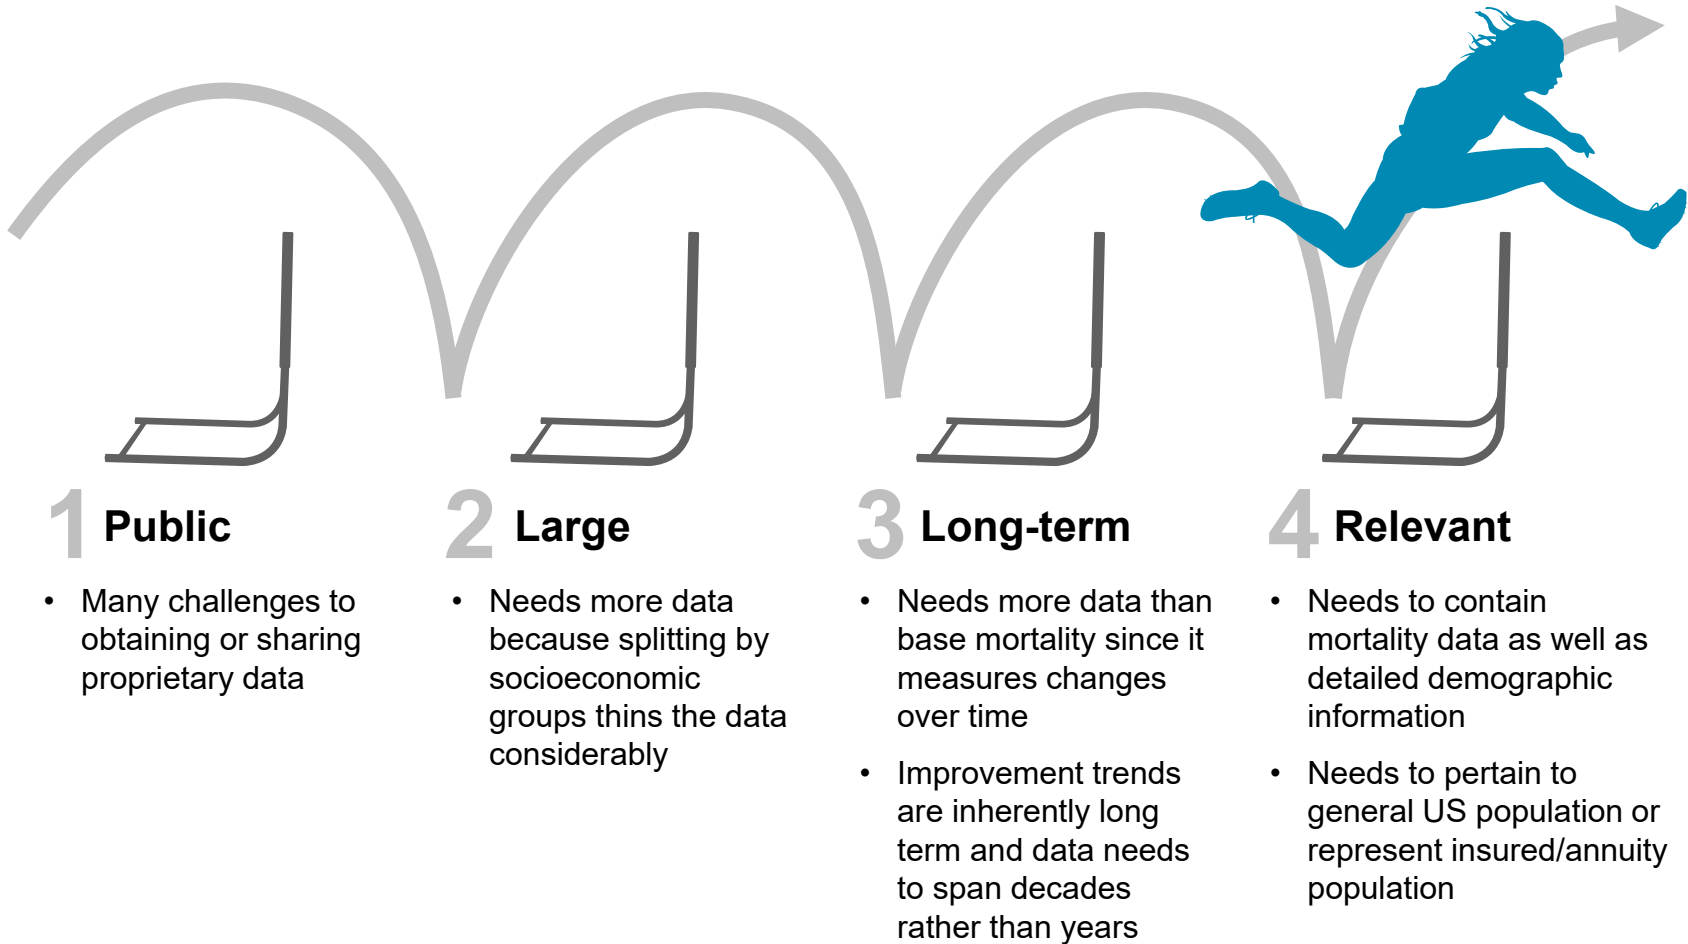 1 Public
• Many challenges to
obtaining or sharing
proprietary data
2 Large
• Needs more data
because splitting by
socioeconomic
groups thins the data
considerably
3 Long-term
• Needs more data than
base mortality since it
measures changes
over time
• Improvement trends
are inherently long
term and data needs
to span decades
rather than years
4 Relevant
• Needs to contain
mortality data as well as
detailed demographic
information
• Needs to pertain to
general US population or
represent insured/annuity
population